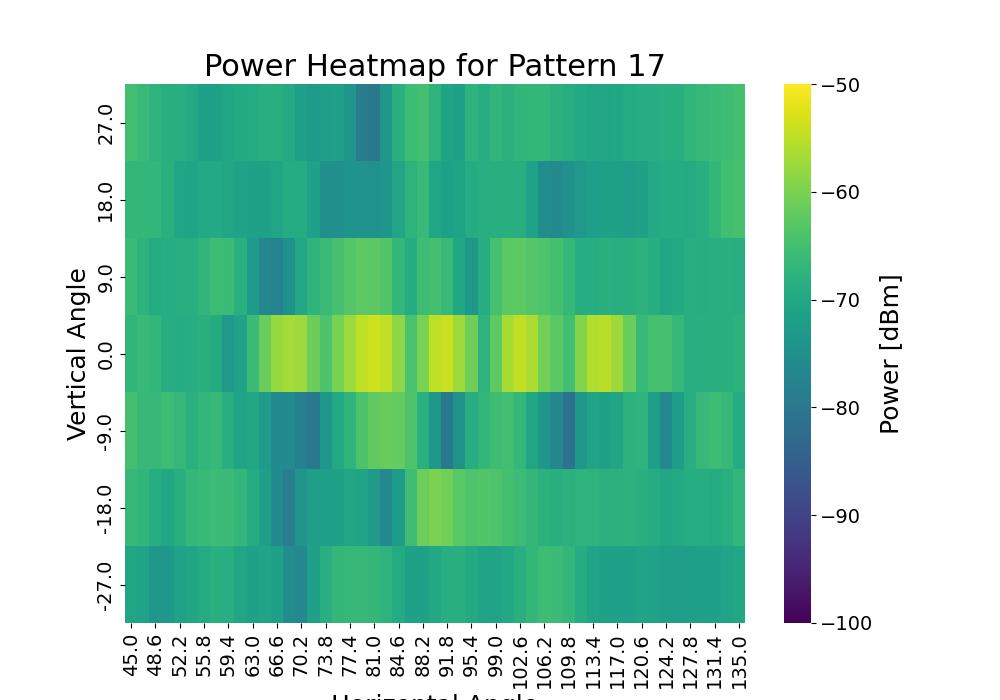 Power Heatmap for Pattern 17
Vertical Angle
27.0
18.0
9.0
0.0
-9.0
-18.0
-27.0
45.0 48.6 52.2 55.8 59.4 63.0 66.6 70.2 73.8 77.4 81.0 84.6 88.2 91.8 95.4 99.0 102.6 106.2 109.8 113.4 117.0 120.6 124.2 127.8 131.4 135.0
Horizontal Angle
−50
−60
−70
−80
−90
−100
Power [dBm]